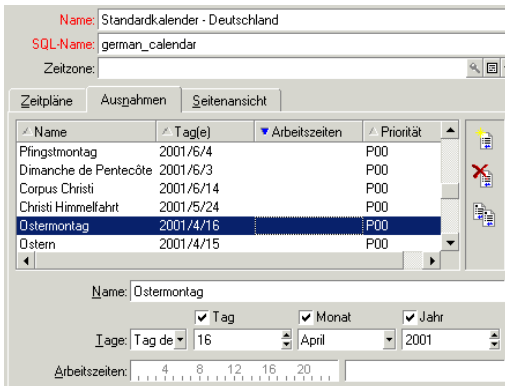 Name: Standardkalender - Deutschland
SQL-Name: german_calendar
Zeitzone:
Zeitpläne Ausnahmen Seitenansicht
Name Tag(e) Arbeitszeiten Priorität
Pfingstmontag 2001/6/4 P00
Dimanche de Pentecôte 2001/6/3 P00
Corpus Christi 2001/6/14 P00
Christi Himmelfahrt 2001/5/24 P00
Ostermontag 2001/4/16 P00
Ostern 2001/4/15 P00
Name: Ostermontag
Tag Monat Jahr
Tage: Tag de 16 April 2001
Arbeitszeiten: 4 8 12 16 20